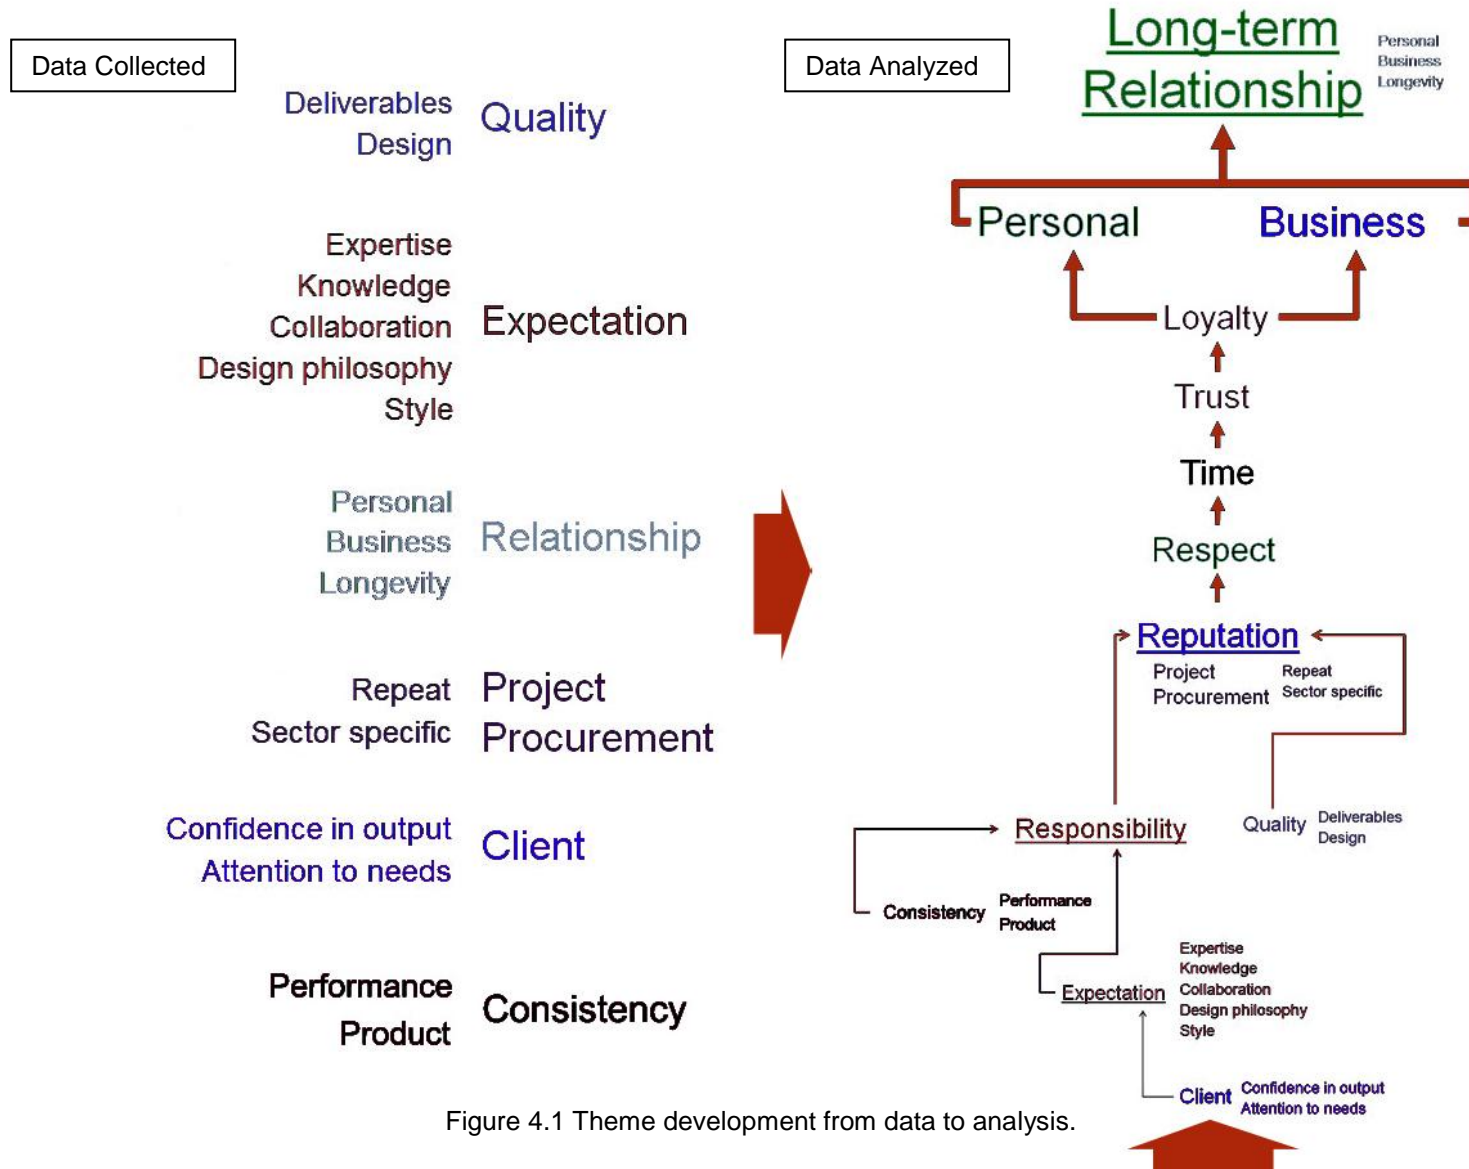 Data Collected
Deliverables
Design
Quality
Expertise
Knowledge
Collaboration
Design philosophy
Style
Expectation
Personal
Business
Longevity
Relationship
Repeat
Sector specific
Project
Procurement
Confidence in output
Attention to needs
Client
Performance
Product
Consistency
Data Analyzed
Long-term
Relationship
Personal
Business
Longevity
Personal
Business
Loyalty
Trust
Time
Respect
Reputation
Project
Procurement
Repeat
Sector specific
Responsibility
Quality
Deliverables
Design
Consistency
Performance
Product
Expectation
Expertise
Knowledge
Collaboration
Design philosophy
Style
Client
Confidence in output
Attention to needs
Figure 4.1 Theme development from data to analysis.